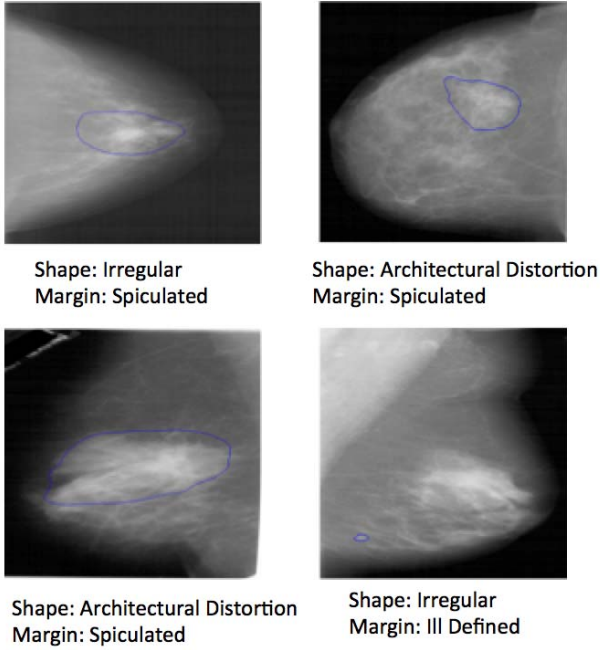 Shape: Irregular
Margin: Spiculated
Shape: Architectural Distortion
Margin: Spiculated
Shape: Architectural Distortion
Margin: Spiculated
Shape: Irregular
Margin: Ill Defined